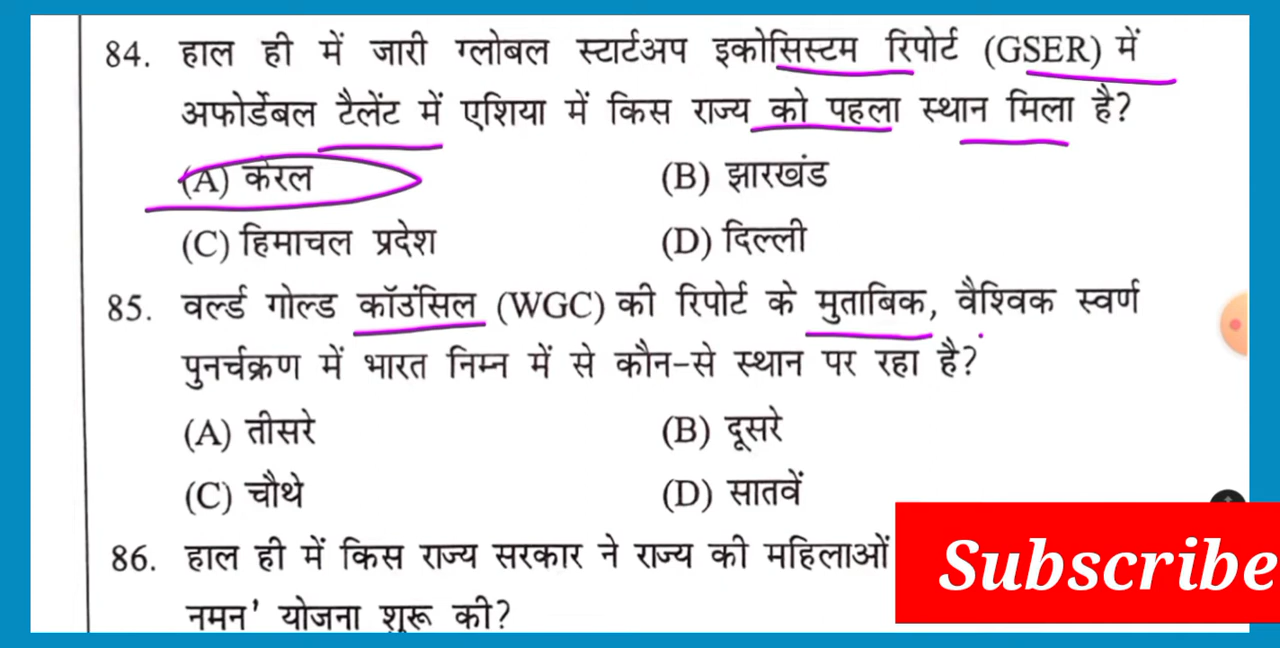 84. हाल ही में जारी ग्लोबल स्टार्टअप इकोसिस्टम रिपोर्ट (GSER) में
अफोर्डेबल टैलेंट में एशिया में किस राज्य को पहला स्थान मिला है?
(A) केरल (B) झारखंड
(C) हिमाचल प्रदेश (D) दिल्ली
85. वर्ल्ड गोल्ड कॉउंसिल (WGC) की रिपोर्ट के मुताबिक, वैश्विक स्वर्ण
पुनर्चक्रण में भारत निम्न में से कौन-से स्थान पर रहा है?
(A) तीसरे (B) दूसरे
(C) चौथे (D) सातवें
86. हाल ही में किस राज्य सरकार ने राज्य की महिलाओं
नमन' योजना शुरू की?
Subscribe